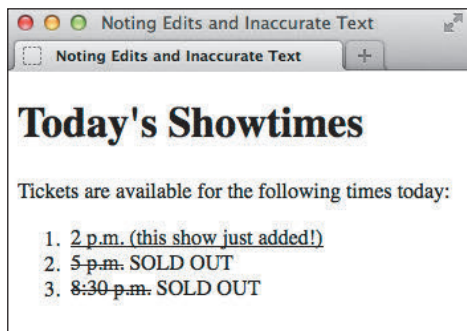 Noting Edits and Inaccurate Text
Noting Edits and Inaccurate Text
Today's Showtimes
Tickets are available for the following times today:
1. 2 p.m. (this show just added!)
2. 5 p.m. SOLD OUT
3. 8:30 p.m. SOLD OUT